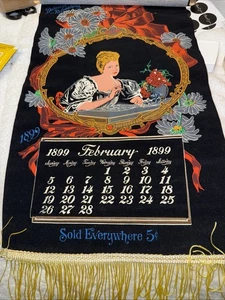 1899
1899 February 1899
Sunday Monday Tuesday Wednesday Thursday Friday Saturday
1 2 3 4
5 6 7 8 9 10 11
12 13 14 15 16 17 18
19 20 21 22 23 24 25
26 27 28
Sold Everywhere 5¢